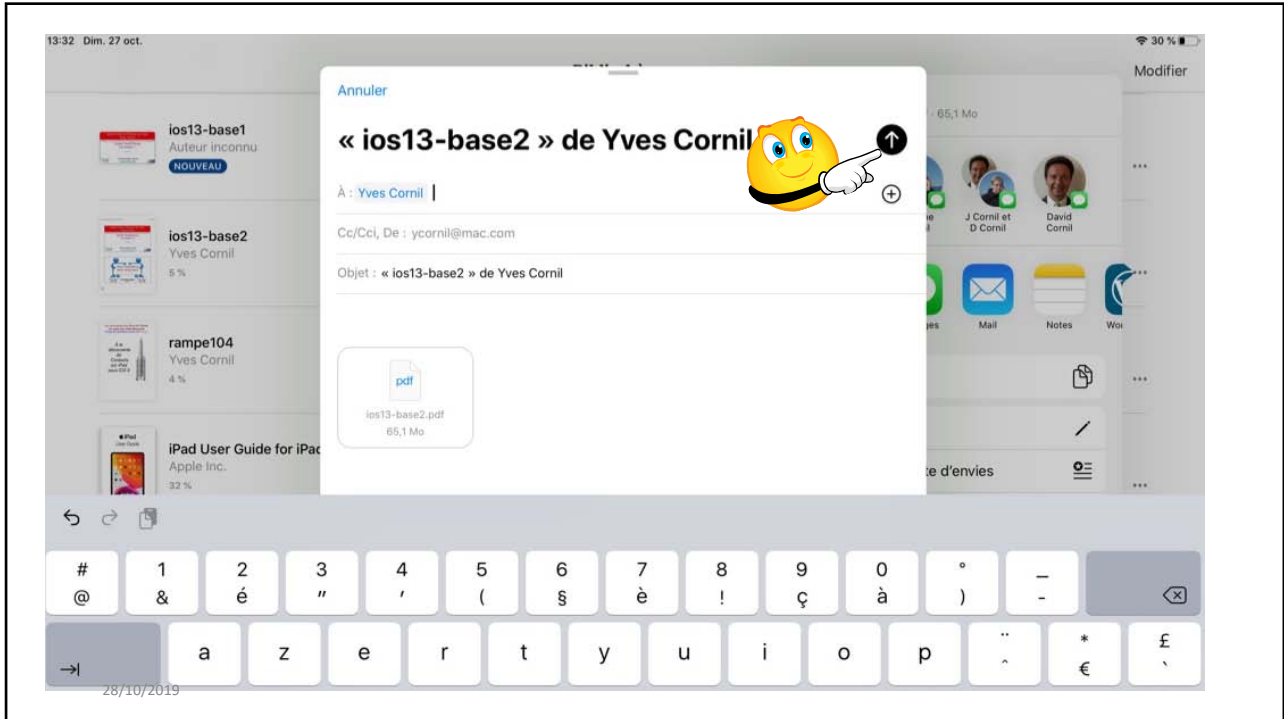 13:32 Dim. 27 oct.
30 %
Modifier
Annuler
« ios13-base2 » de Yves Cornil
À : Yves Cornil
Cc/Cci, De : ycornil@mac.com
Objet : « ios13-base2 » de Yves Cornil
pdf
ios13-base2.pdf
65,1 Mo
ios13-base1
Auteur inconnu
NOUVEAU
ios13-base2
Yves Cornil
5 %
rampe104
Yves Cornil
4 %
iPad User Guide for iPad
Apple Inc.
32 %
· 65,1 Mo
J Cornil et
D Cornil
David
Cornil
Mail
Notes
d'envies
# 1 2 3 4 5 6 7 8 9 0 ° _
@ & é " ' ( § è ! ç à ) -
a z e r t y u i o p ¨ * £
^ € `
28/10/2019